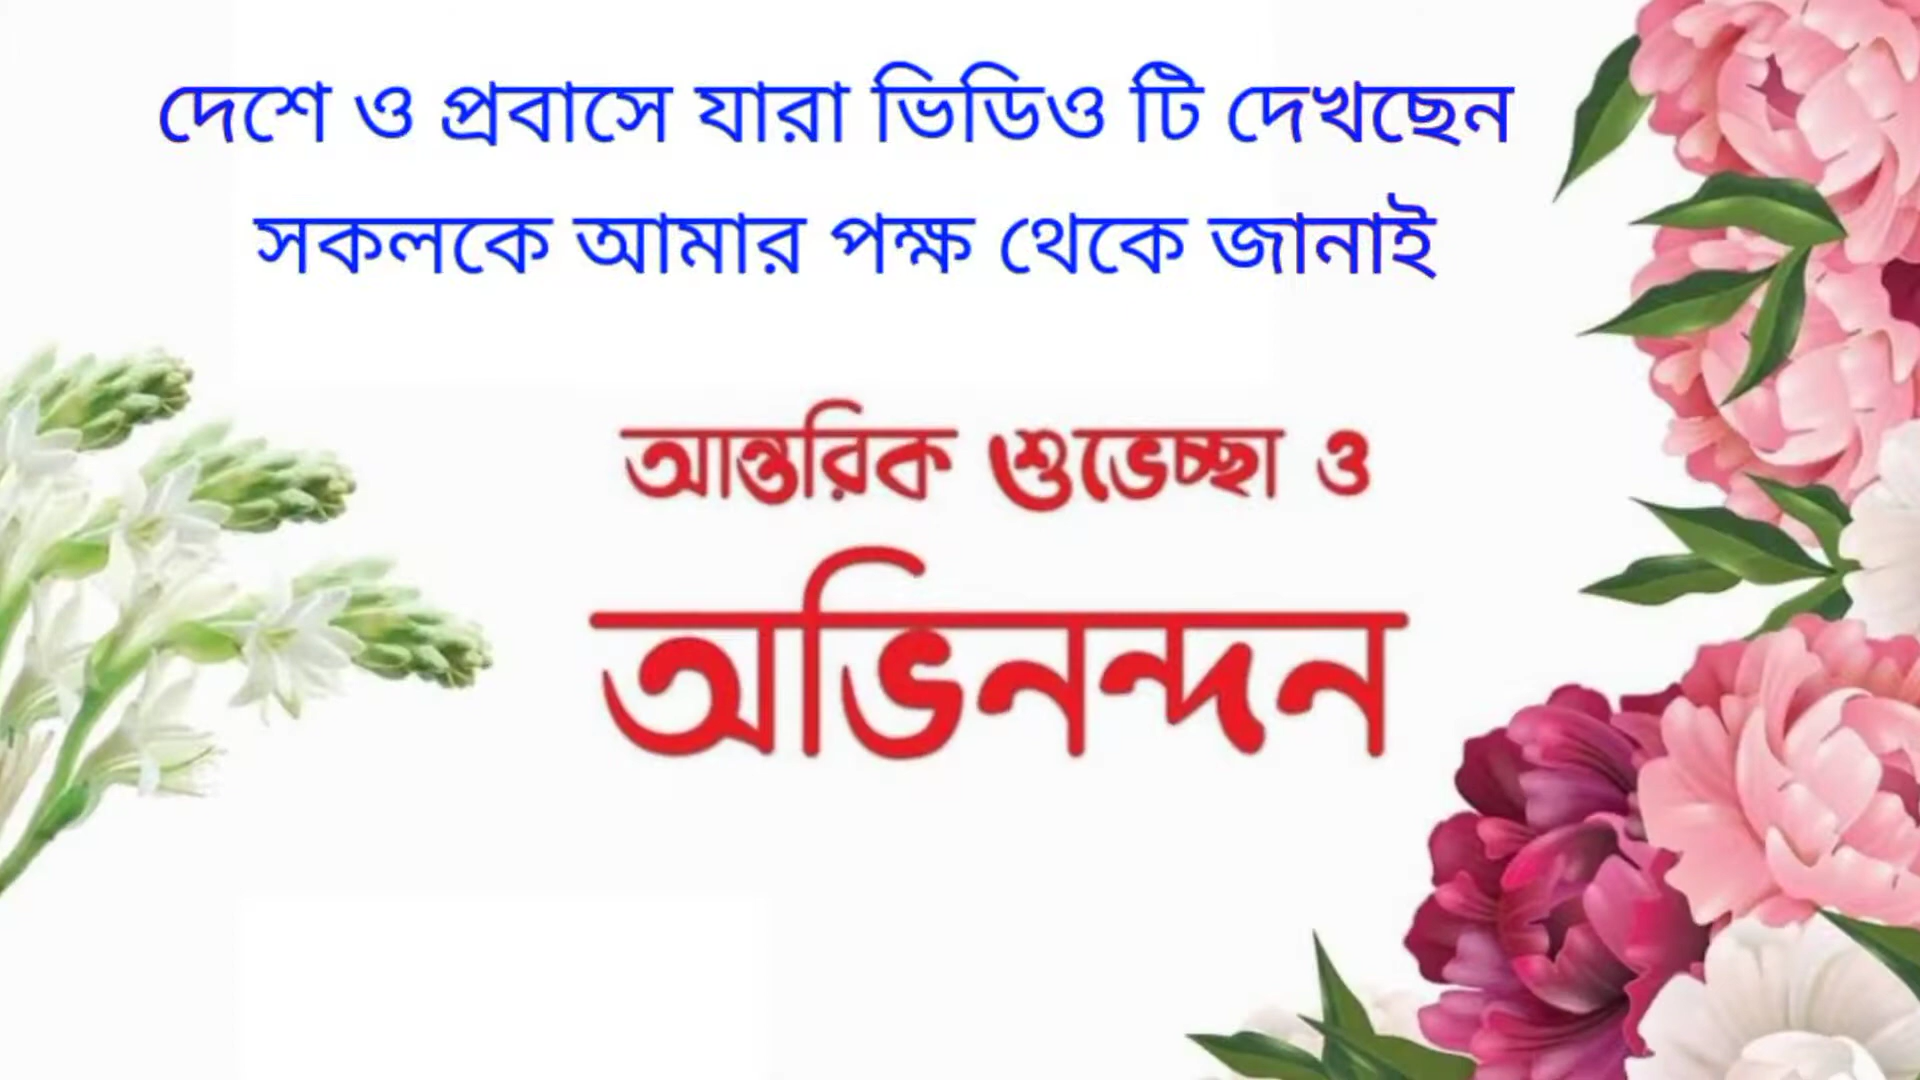 দেশে ও প্রবাসে যারা ভিডিও টি দেখছেন
সকলকে আমার পক্ষ থেকে জানাই
আন্তরিক শুভেচ্ছা ও
অভিনন্দন